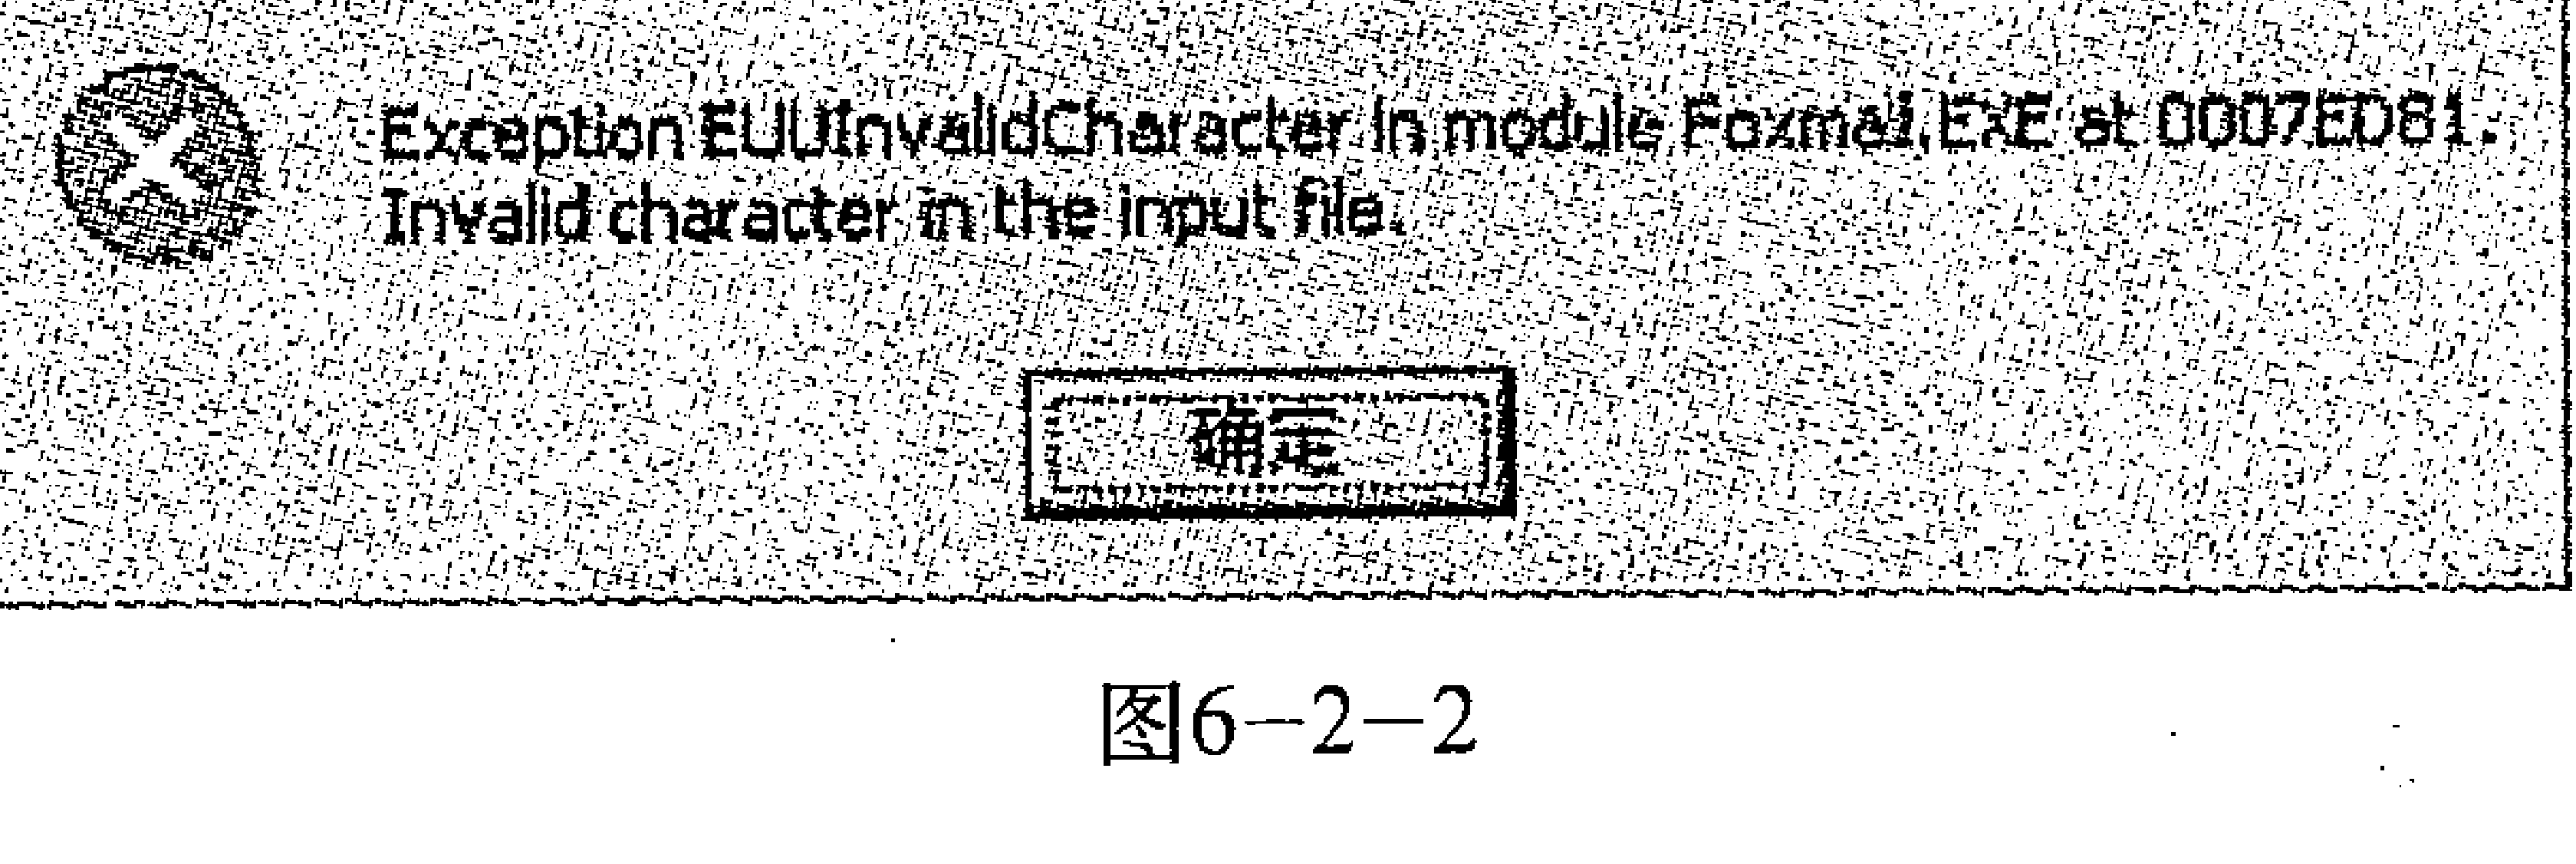 Exception EUUInvalidCharacter in module Foxmail.EXE at 0007ED81.
Invalid character in the input file.
确定
图6-2-2